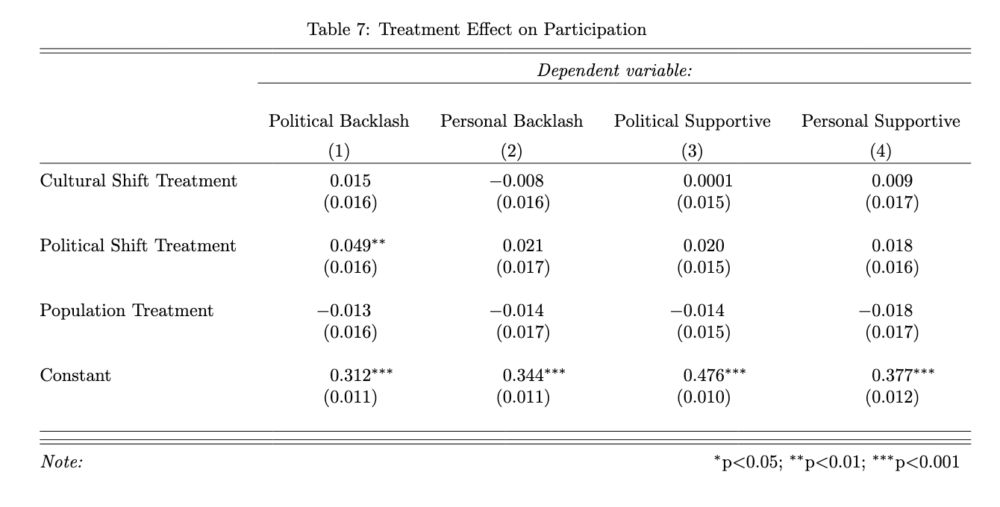 Table 7: Treatment Effect on Participation
Dependent variable:
Political Backlash Personal Backlash Political Supportive Personal Supportive
(1) (2) (3) (4)
Cultural Shift Treatment 0.015 −0.008 0.0001 0.009
(0.016) (0.016) (0.015) (0.017)
Political Shift Treatment 0.049** 0.021 0.020 0.018
(0.016) (0.017) (0.015) (0.016)
Population Treatment −0.013 −0.014 −0.014 −0.018
(0.016) (0.017) (0.015) (0.017)
Constant 0.312*** 0.344*** 0.476*** 0.377***
(0.011) (0.011) (0.010) (0.012)
Note: *p<0.05; **p<0.01; ***p<0.001